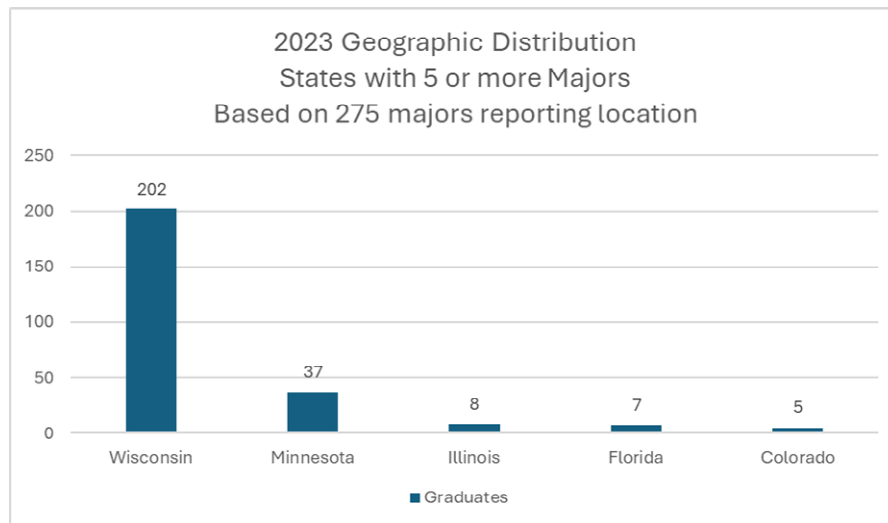 2023 Geographic Distribution
States with 5 or more Majors
Based on 275 majors reporting location
250
200
150
100
50
0
202
37
8
7
5
Wisconsin
Minnesota
Illinois
Florida
Colorado
Graduates